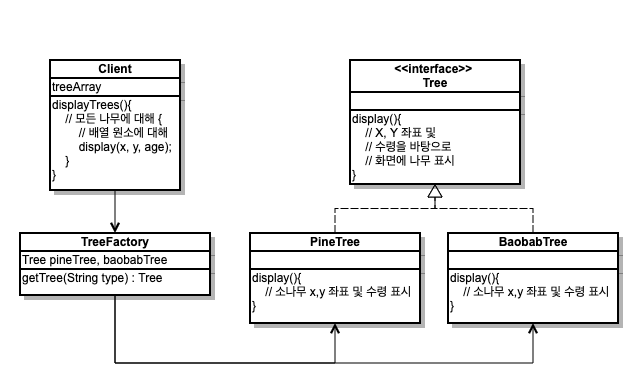 Client
treeArray
displayTrees(){
// 모든 나무에 대해 {
// 배열 원소에 대해
display(x, y, age);
}
}
<<interface>>
Tree
display(){
// X, Y 좌표 및
// 수령을 바탕으로
// 화면에 나무 표시
}
TreeFactory
Tree pineTree, baobabTree
getTree(String type) : Tree
PineTree
display(){
// 소나무 x,y 좌표 및 수령 표시
}
BaobabTree
display(){
// 소나무 x,y 좌표 및 수령 표시
}